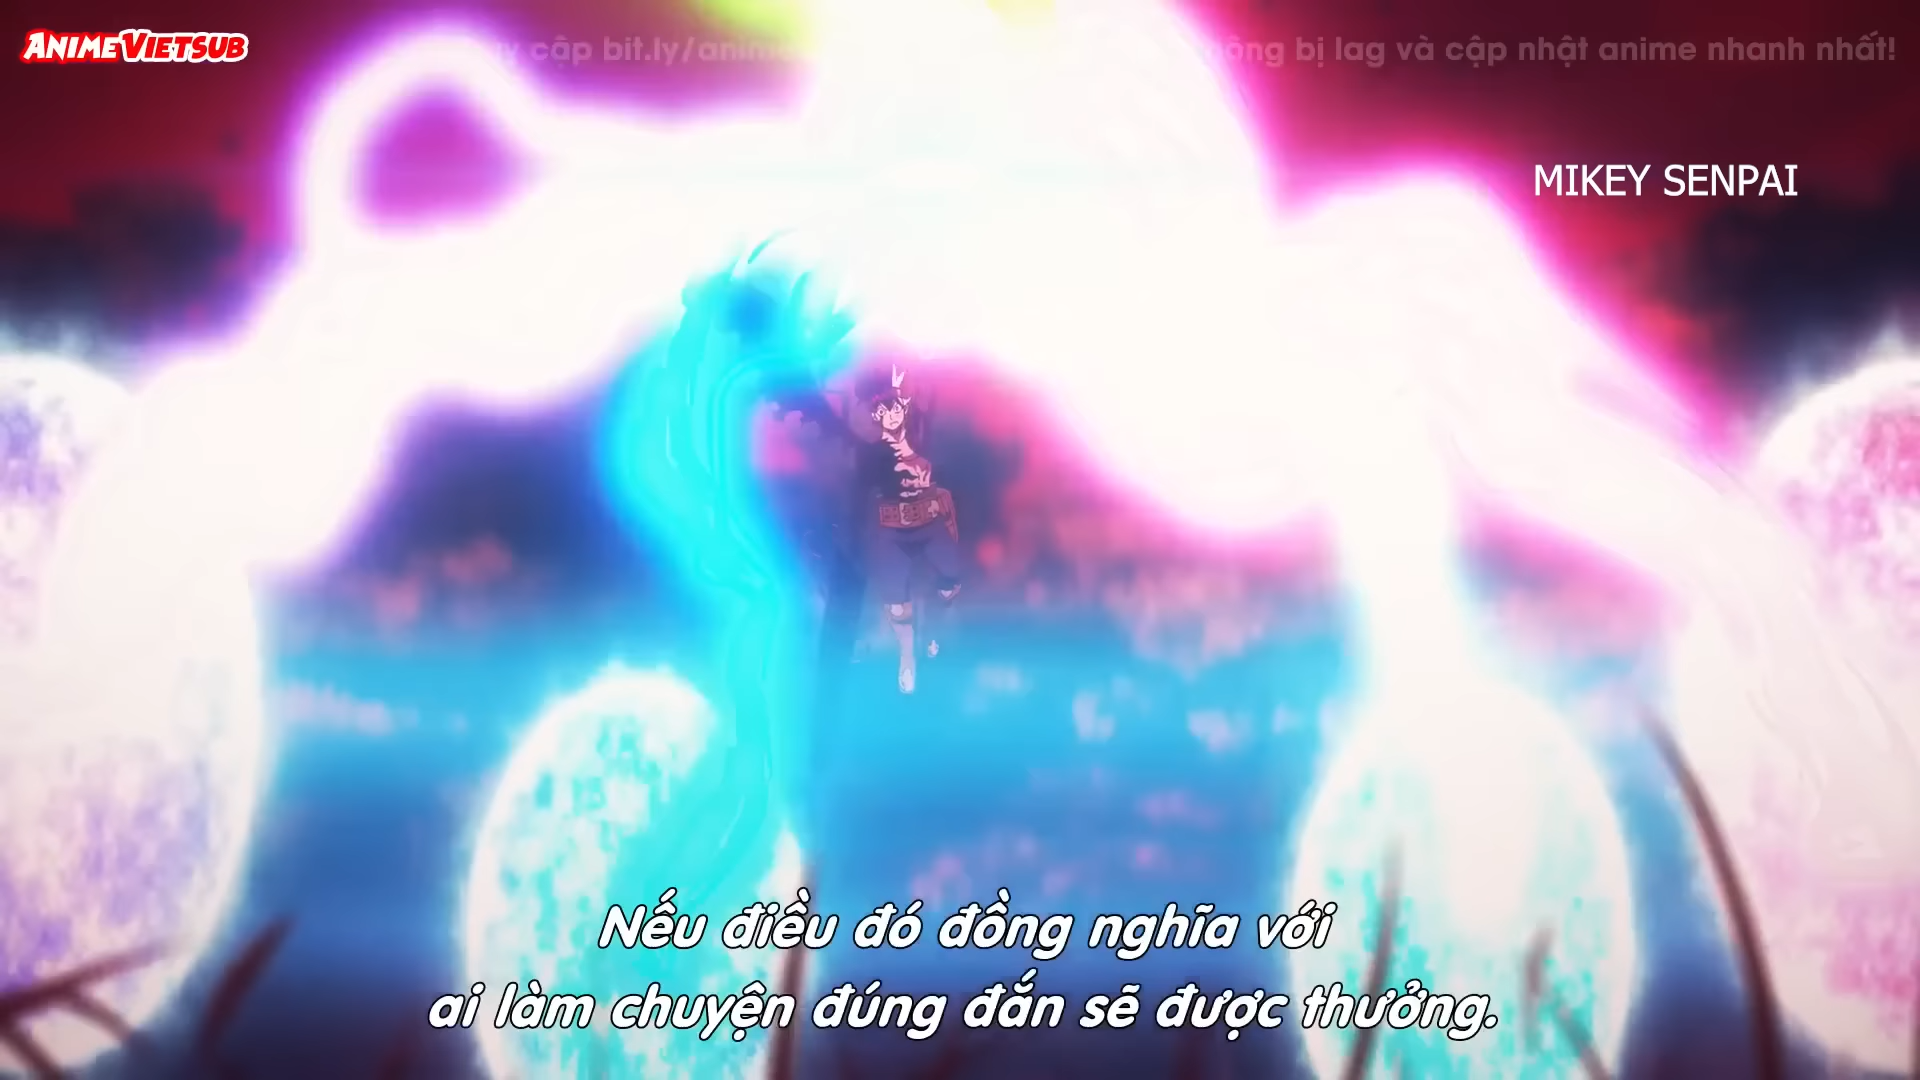 ANIMEVIETSUB
cập bit.ly/anim
bị lag và cập nhật anime nhanh nhất!
MIKEY SENPAI
Nếu điều đó đồng nghĩa với
ai làm chuyện đúng đắn sẽ được thưởng.